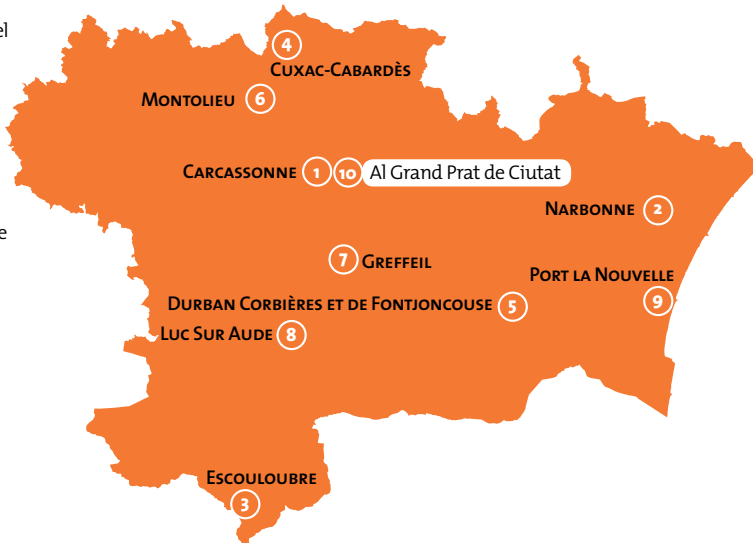 el
4
Cuxac-Cabardès
Montolieu 6
Carcassonne 1 10 Al Grand Prat de Ciutat
Narbonne 2
e
7 Greffeil
Port la Nouvelle
9
Durban Corbières et de Fontjoncouse 5
Luc Sur Aude 8
Escouloubre
3